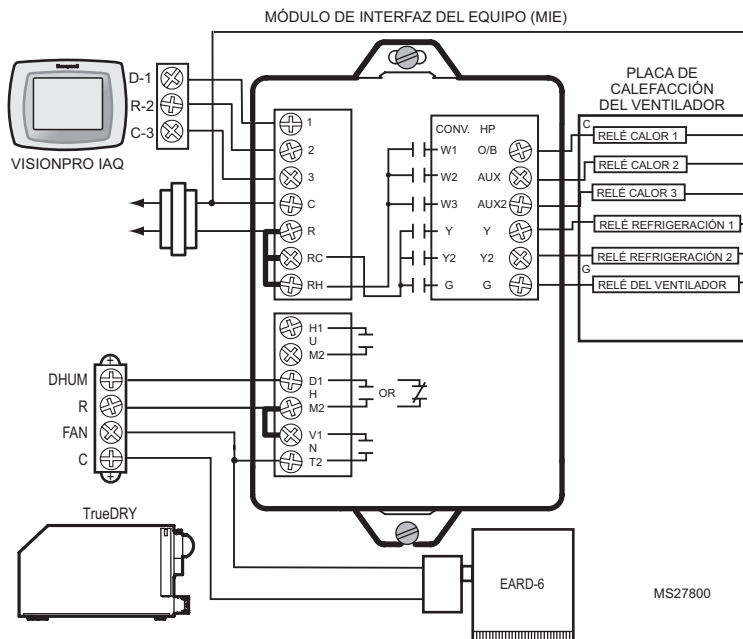 MÓDULO DE INTERFAZ DEL EQUIPO (MIE)
Honeywell
VISIONPRO IAQ
D-1
R-2
C-3
1
2
3
C
R
RC
RH
CONV. HP
W1 O/B
W2 AUX
W3 AUX2
Y Y
Y2 Y2
G G
PLACA DE
CALEFACCIÓN
DEL VENTILADOR
C
RELÉ CALOR 1
RELÉ CALOR 2
RELÉ CALOR 3
RELÉ REFRIGERACIÓN 1
RELÉ REFRIGERACIÓN 2
G
RELÉ DEL VENTILADOR
H1
U
M2
D1
H
M2
V1
N
T2
OR
DHUM
R
FAN
C
TrueDRY
EARD-6
MS27800